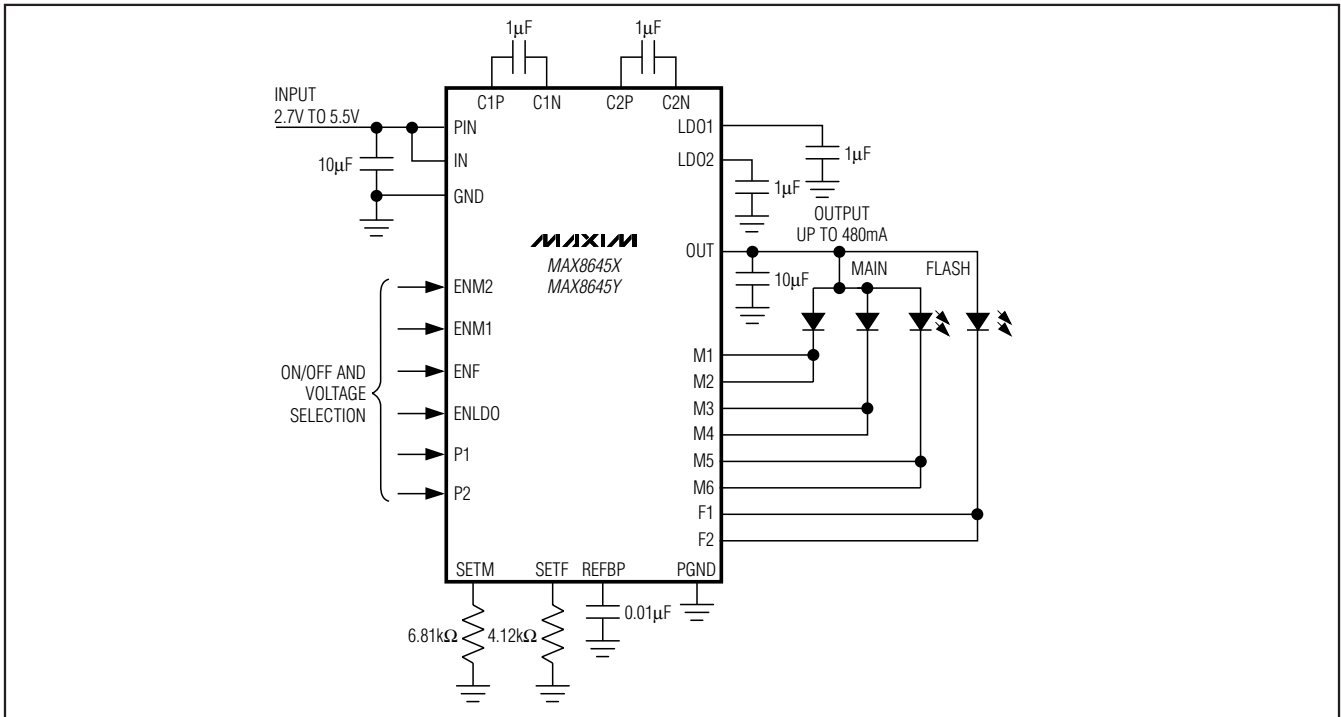 1μF
1μF
C1P
C1N
C2P
C2N
INPUT
2.7V TO 5.5V
PIN
IN
10μF
GND
LDO1
1μF
LDO2
1μF
OUTPUT
UP TO 480mA
OUT
10μF
MAIN
FLASH
MAXIM
MAX8645X
MAX8645Y
ON/OFF AND
VOLTAGE
SELECTION
ENM2
ENM1
ENF
ENLDO
P1
P2
M1
M2
M3
M4
M5
M6
F1
F2
SETM
SETF
REFBP
PGND
6.81kΩ
4.12kΩ
0.01μF